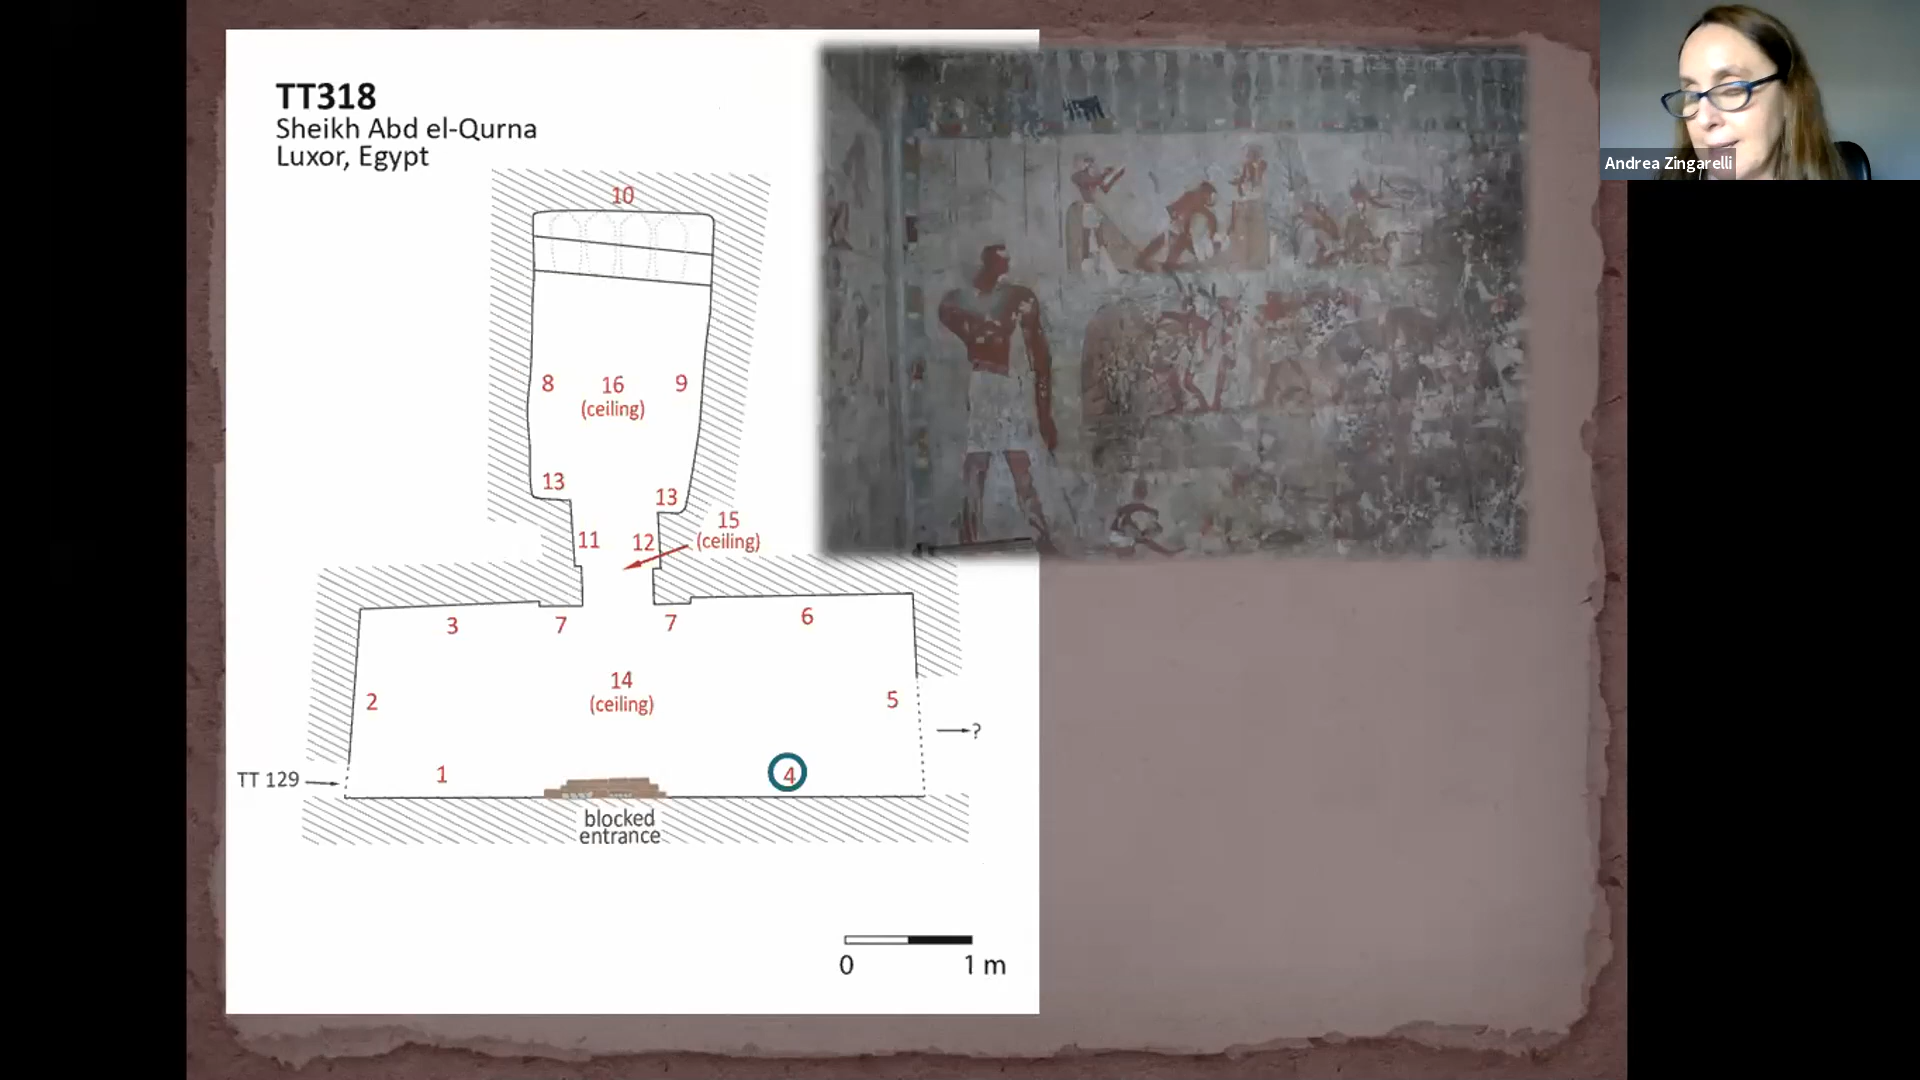 TT318
Sheikh Abd el-Qurna
Luxor, Egypt
10
8
16
(ceiling)
9
13
13
11
12
15
(ceiling)
3
7
7
6
2
14
(ceiling)
5
?
TT 129
1
4
blocked
entrance
0
1 m
Andrea Zingarelli